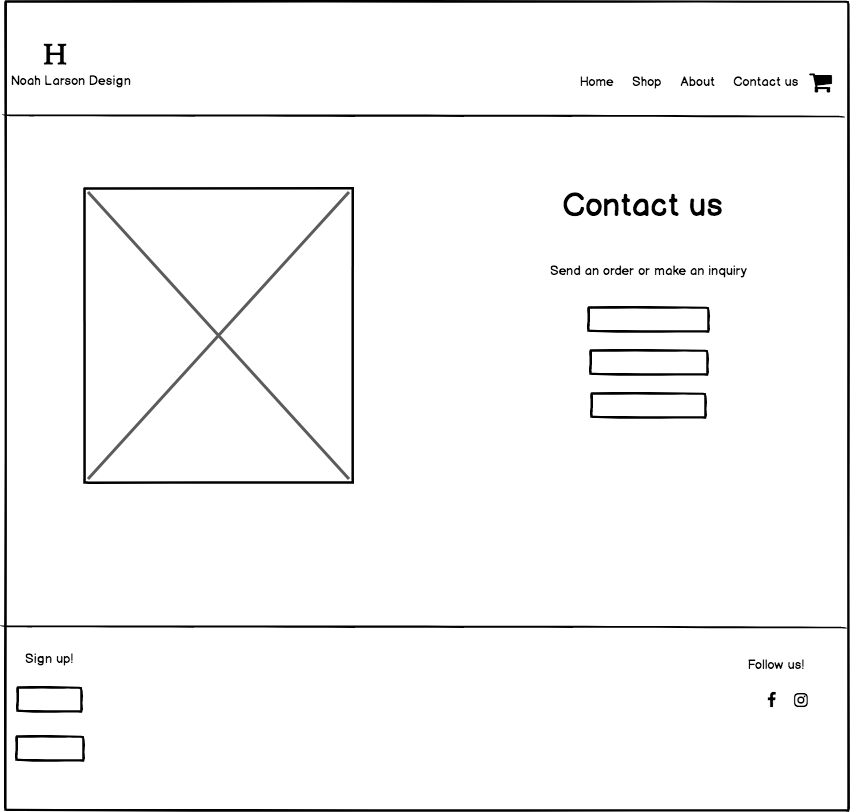 H
Noah Larson Design
Home Shop About Contact us
Contact us
Send an order or make an inquiry
Sign up!
Follow us!